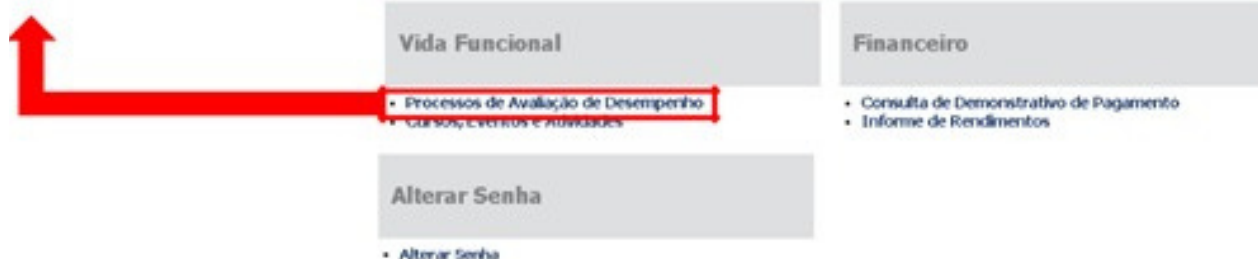 Vida Funcional
• Processos de Avaliação de Desempenho
• Cursos, Eventos e Atividades
Financeiro
• Consulta de Demonstrativo de Pagamento
• Informe de Rendimentos
Alterar Senha
• Alterar Senha